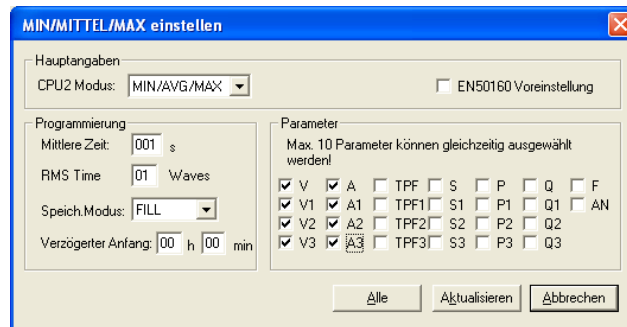 MIN/MITTEL/MAX einstellen
Hauptangaben
CPU2 Modus: MIN/AVG/MAX EN50160 Voreinstellung
Programmierung
Mittlere Zeit: 001 s
RMS Time 01 Waves
Speich.Modus: FILL
Verzögerter Anfang: 00 h 00 min
Parameter
Max. 10 Parameter können gleichzeitig ausgewählt
werden!
V A TPF S P Q F
V1 A1 TPF1 S1 P1 Q1 AN
V2 A2 TPF2 S2 P2 Q2
V3 A3 TPF3 S3 P3 Q3
Alle Aktualisieren Abbrechen